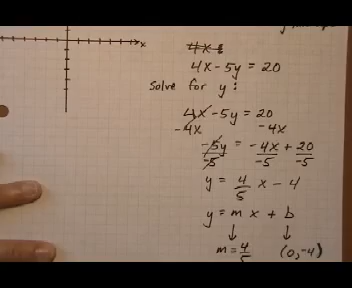 x
4x - 5y = 20
Solve for y:
4x - 5y = 20
-4x -4x
-5y/-5 = -4x/-5 + 20/-5
y = 4/5 x - 4
y = m x + b
↓ ↓
m = 4/5 (0, -4)